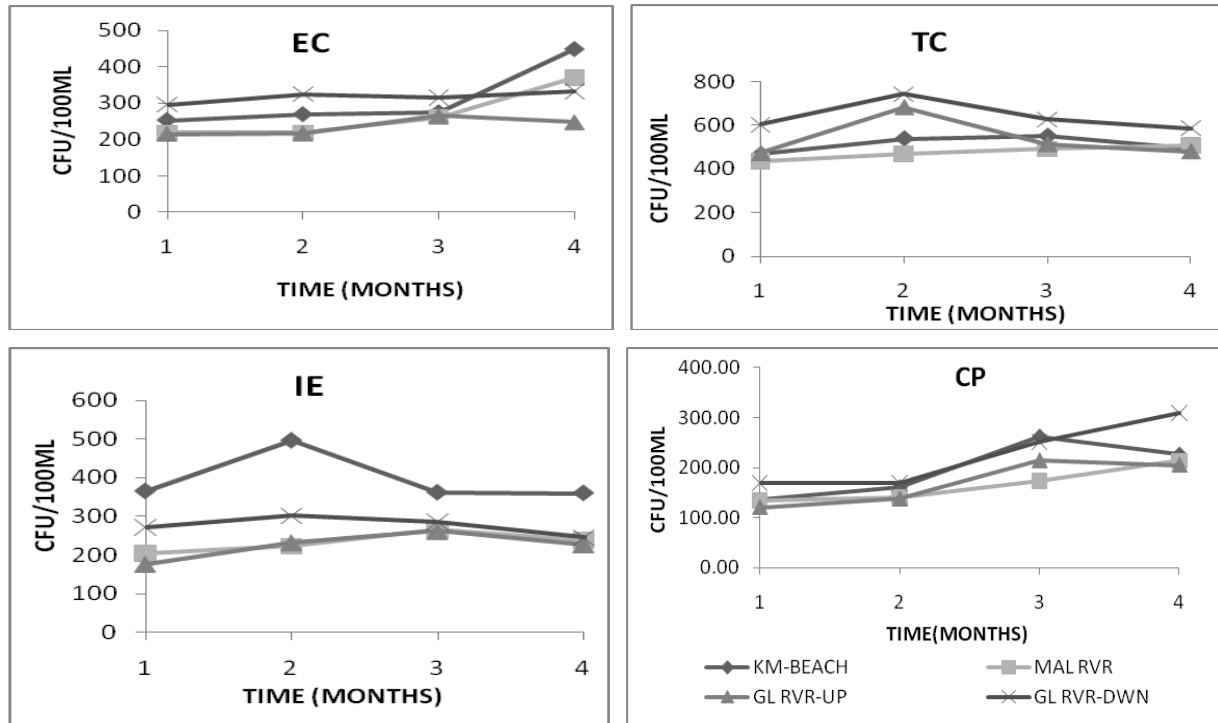 EC
500
400
300
200
100
0
CFU/100ML
1 2 3 4
TIME (MONTHS)
TC
800
600
400
200
0
CFU/100ML
1 2 3 4
TIME (MONTHS)
IE
600
500
400
300
200
100
0
CFU/100ML
1 2 3 4
TIME (MONTHS)
CP
400.00
300.00
200.00
100.00
0.00
CFU/100ML
1 2 3 4
TIME(MONTHS)
KM-BEACH MAL RVR
GL RVR-UP GL RVR-DWN